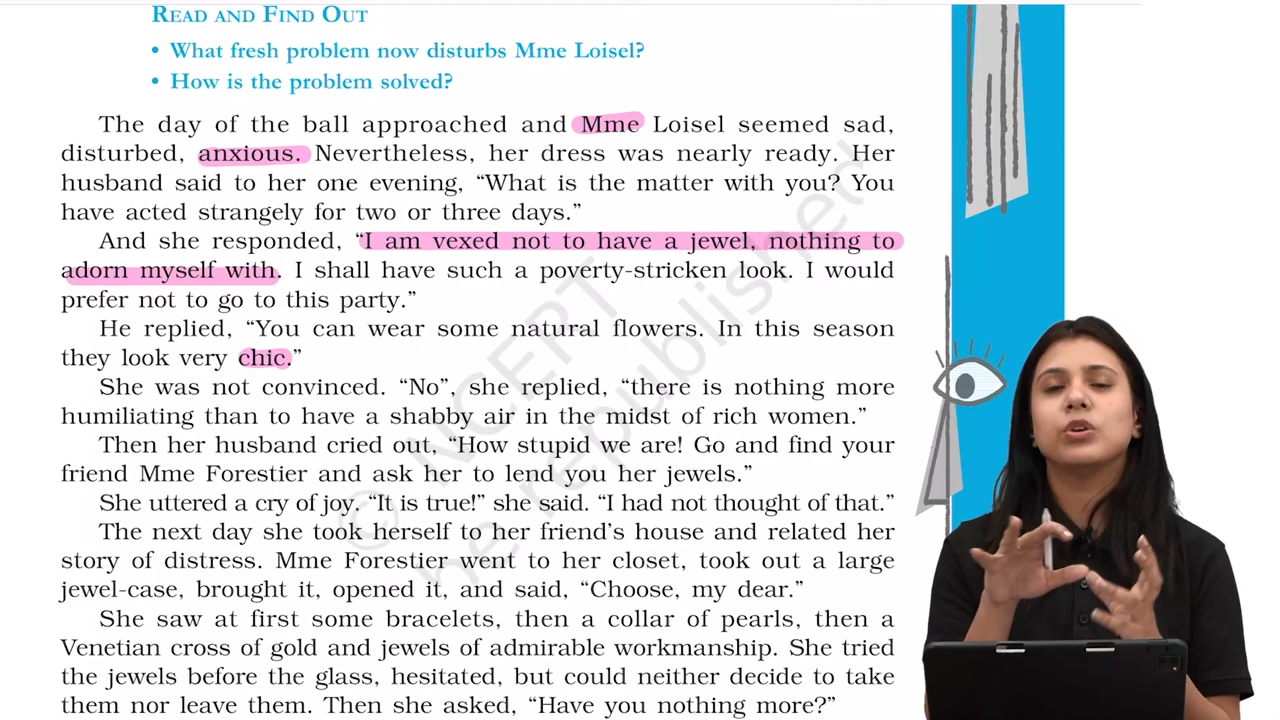 READ AND FIND OUT
• What fresh problem now disturbs Mme Loisel?
• How is the problem solved?
The day of the ball approached and Mme Loisel seemed sad,
disturbed, anxious. Nevertheless, her dress was nearly ready. Her
husband said to her one evening, “What is the matter with you? You
have acted strangely for two or three days.”
And she responded, “I am vexed not to have a jewel, nothing to
adorn myself with. I shall have such a poverty-stricken look. I would
prefer not to go to this party.”
He replied, “You can wear some natural flowers. In this season
they look very chic.”
She was not convinced. “No”, she replied, “there is nothing more
humiliating than to have a shabby air in the midst of rich women.”
Then her husband cried out, “How stupid we are! Go and find your
friend Mme Forestier and ask her to lend you her jewels.”
She uttered a cry of joy. “It is true!” she said. “I had not thought of that.”
The next day she took herself to her friend’s house and related her
story of distress. Mme Forestier went to her closet, took out a large
jewel-case, brought it, opened it, and said, “Choose, my dear.”
She saw at first some bracelets, then a collar of pearls, then a
Venetian cross of gold and jewels of admirable workmanship. She tried
the jewels before the glass, hesitated, but could neither decide to take
them nor leave them. Then she asked, “Have you nothing more?”
© NCERT
be republished